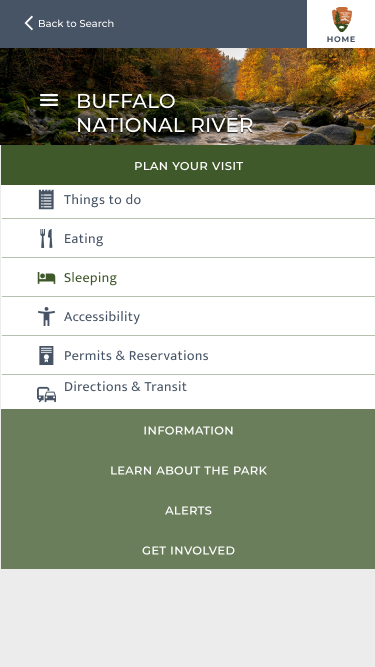 Back to Search
HOME
BUFFALO
NATIONAL RIVER
PLAN YOUR VISIT
Things to do
Eating
Sleeping
Accessibility
Permits & Reservations
Directions & Transit
INFORMATION
LEARN ABOUT THE PARK
ALERTS
GET INVOLVED